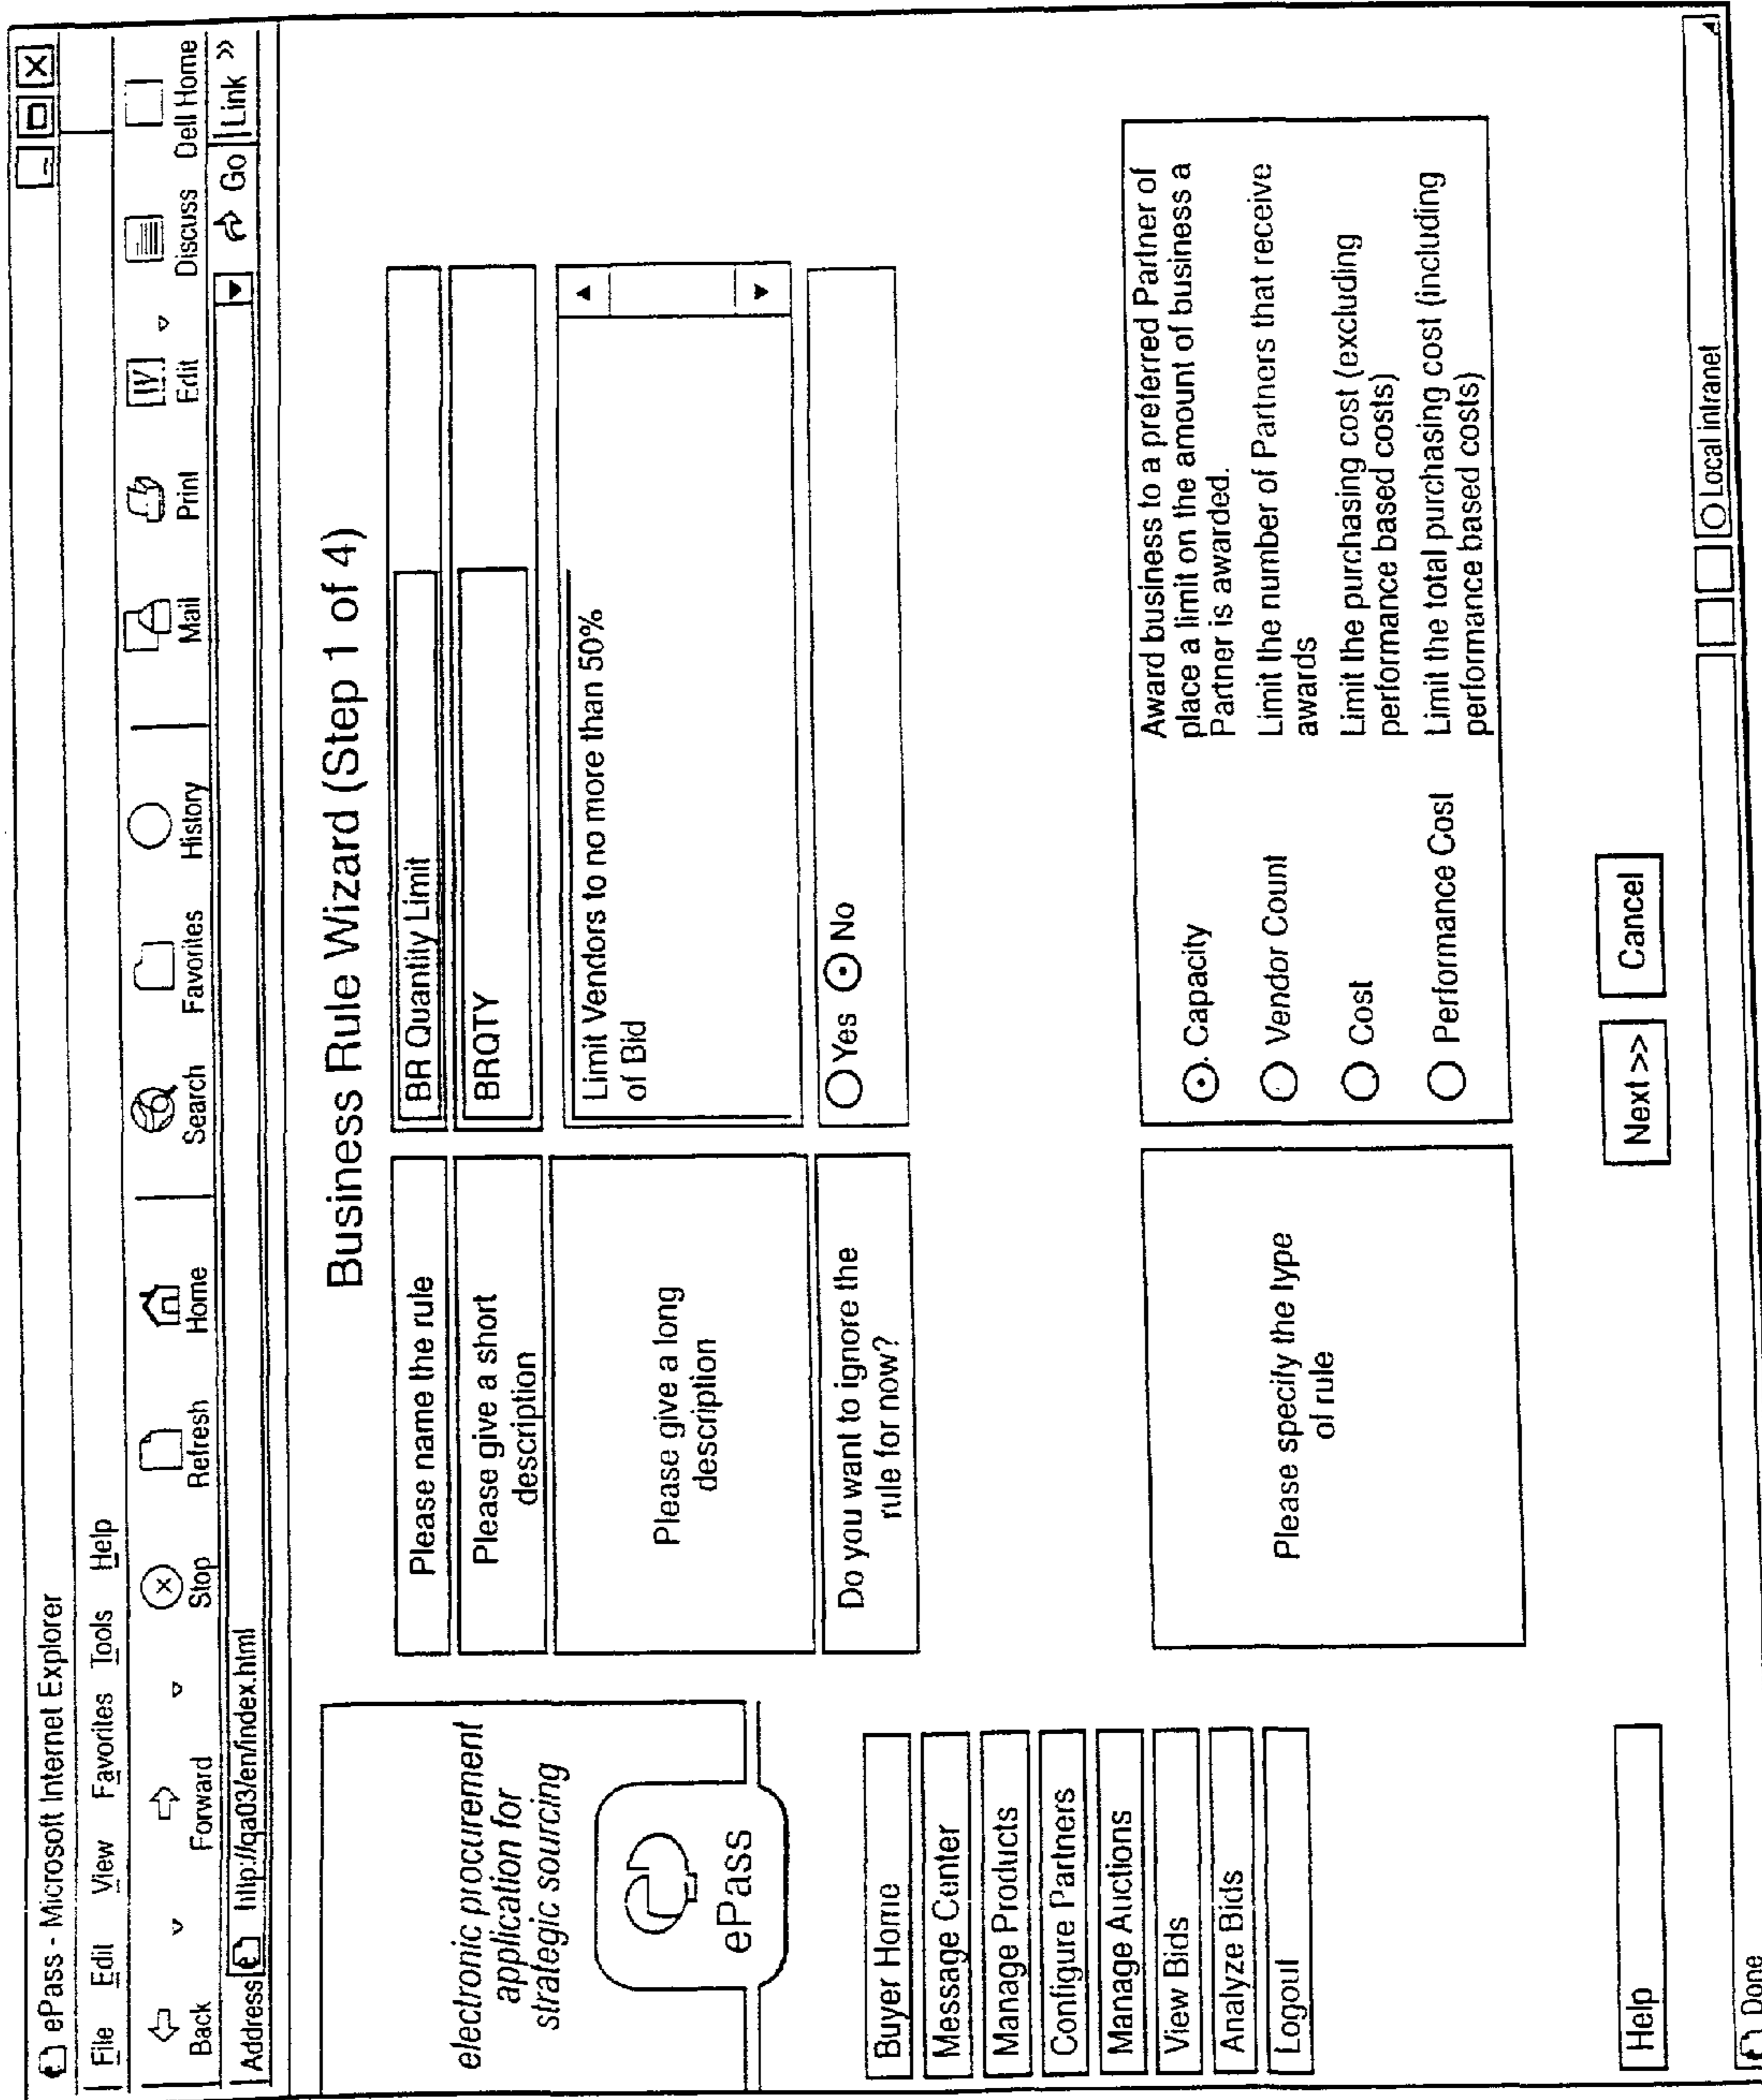 ePass - Microsoft Internet Explorer
File Edit View Favorites Tools Help
Back Forward Stop Refresh Home Search Favorites History Mail Print Edit Discuss Dell Home
Address http://qa03/en/index.html Go Link »
electronic procurement
application for
strategic sourcing
ePass
Buyer Home
Message Center
Manage Products
Configure Partners
Manage Auctions
View Bids
Analyze Bids
Logout
Help
Business Rule Wizard (Step 1 of 4)
Please name the rule
BR Quantity Limit
Please give a short
description
BRQTY
Please give a long
description
Limit Vendors to no more than 50%
of Bid
Do you want to ignore the
rule for now?
Yes No
Please specify the type
of rule
Capacity
Award business to a preferred Partner of
place a limit on the amount of business a
Partner is awarded.
Vendor Count
Limit the number of Partners that receive
awards
Cost
Limit the purchasing cost (excluding
performance based costs)
Performance Cost
Limit the total purchasing cost (including
performance based costs)
Next >> Cancel
Done
Local intranet